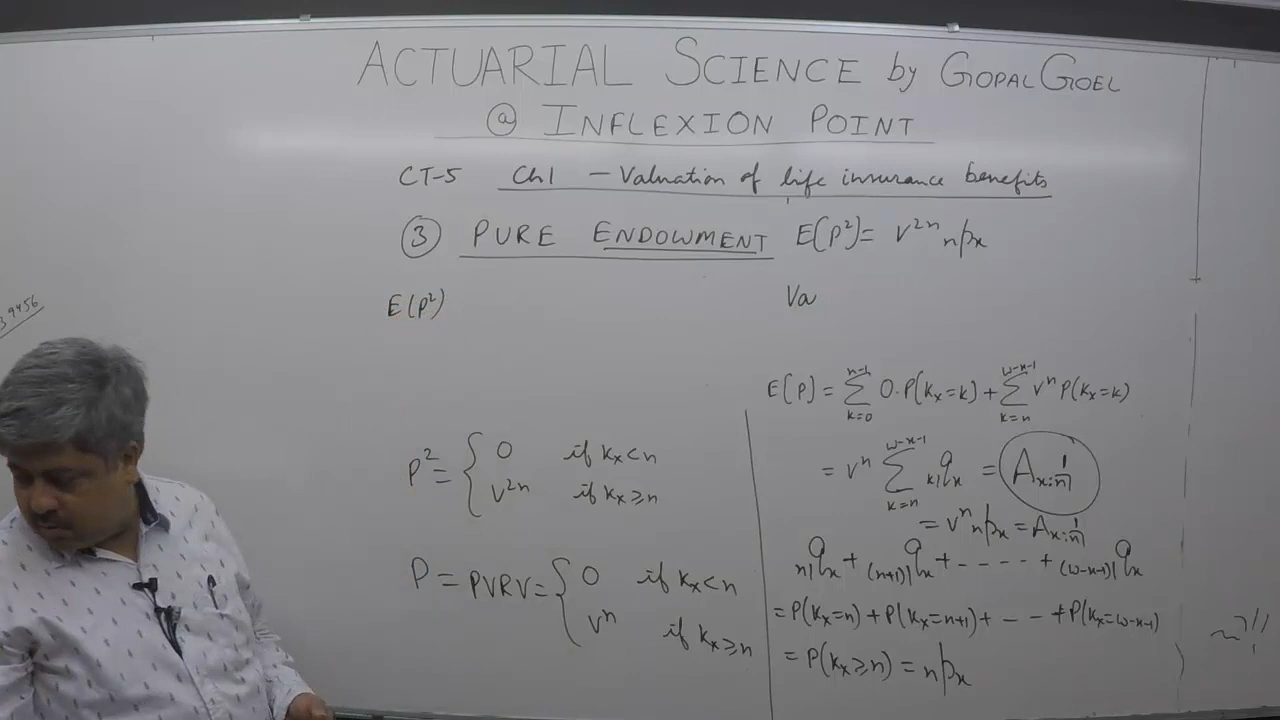 ACTUARIAL SCIENCE by GOPAL GOEL
@ INFLEXION POINT
CT-5 Ch1 - Valuation of life insurance benefits
③ PURE ENDOWMENT E(P²) = v²ⁿ ₙpₓ
E(P²)
Va
39456
E(P) = Σ_{k=0}^{n-1} 0·P(Kₓ=k) + Σ_{k=n}^{ω-x-1} vⁿ P(Kₓ=k)
= vⁿ Σ_{k=n}^{ω-x-1} ₖ|qₓ = A_{x:n̅|}^{1}
= vⁿ ₙpₓ = A_{x:n̅|}^{1}
P² = { 0 if Kₓ<n
v²ⁿ if Kₓ≥n
P = PVRV = { 0 if Kₓ<n
vⁿ if Kₓ≥n
ₙ|qₓ + ₍ₙ₊₁₎|qₓ + - - - - + _{(ω-x-1)|}qₓ
= P(Kₓ=n) + P(Kₓ=n+1) + - - + P(Kₓ=ω-x-1)
= P(Kₓ≥n) = ₙpₓ